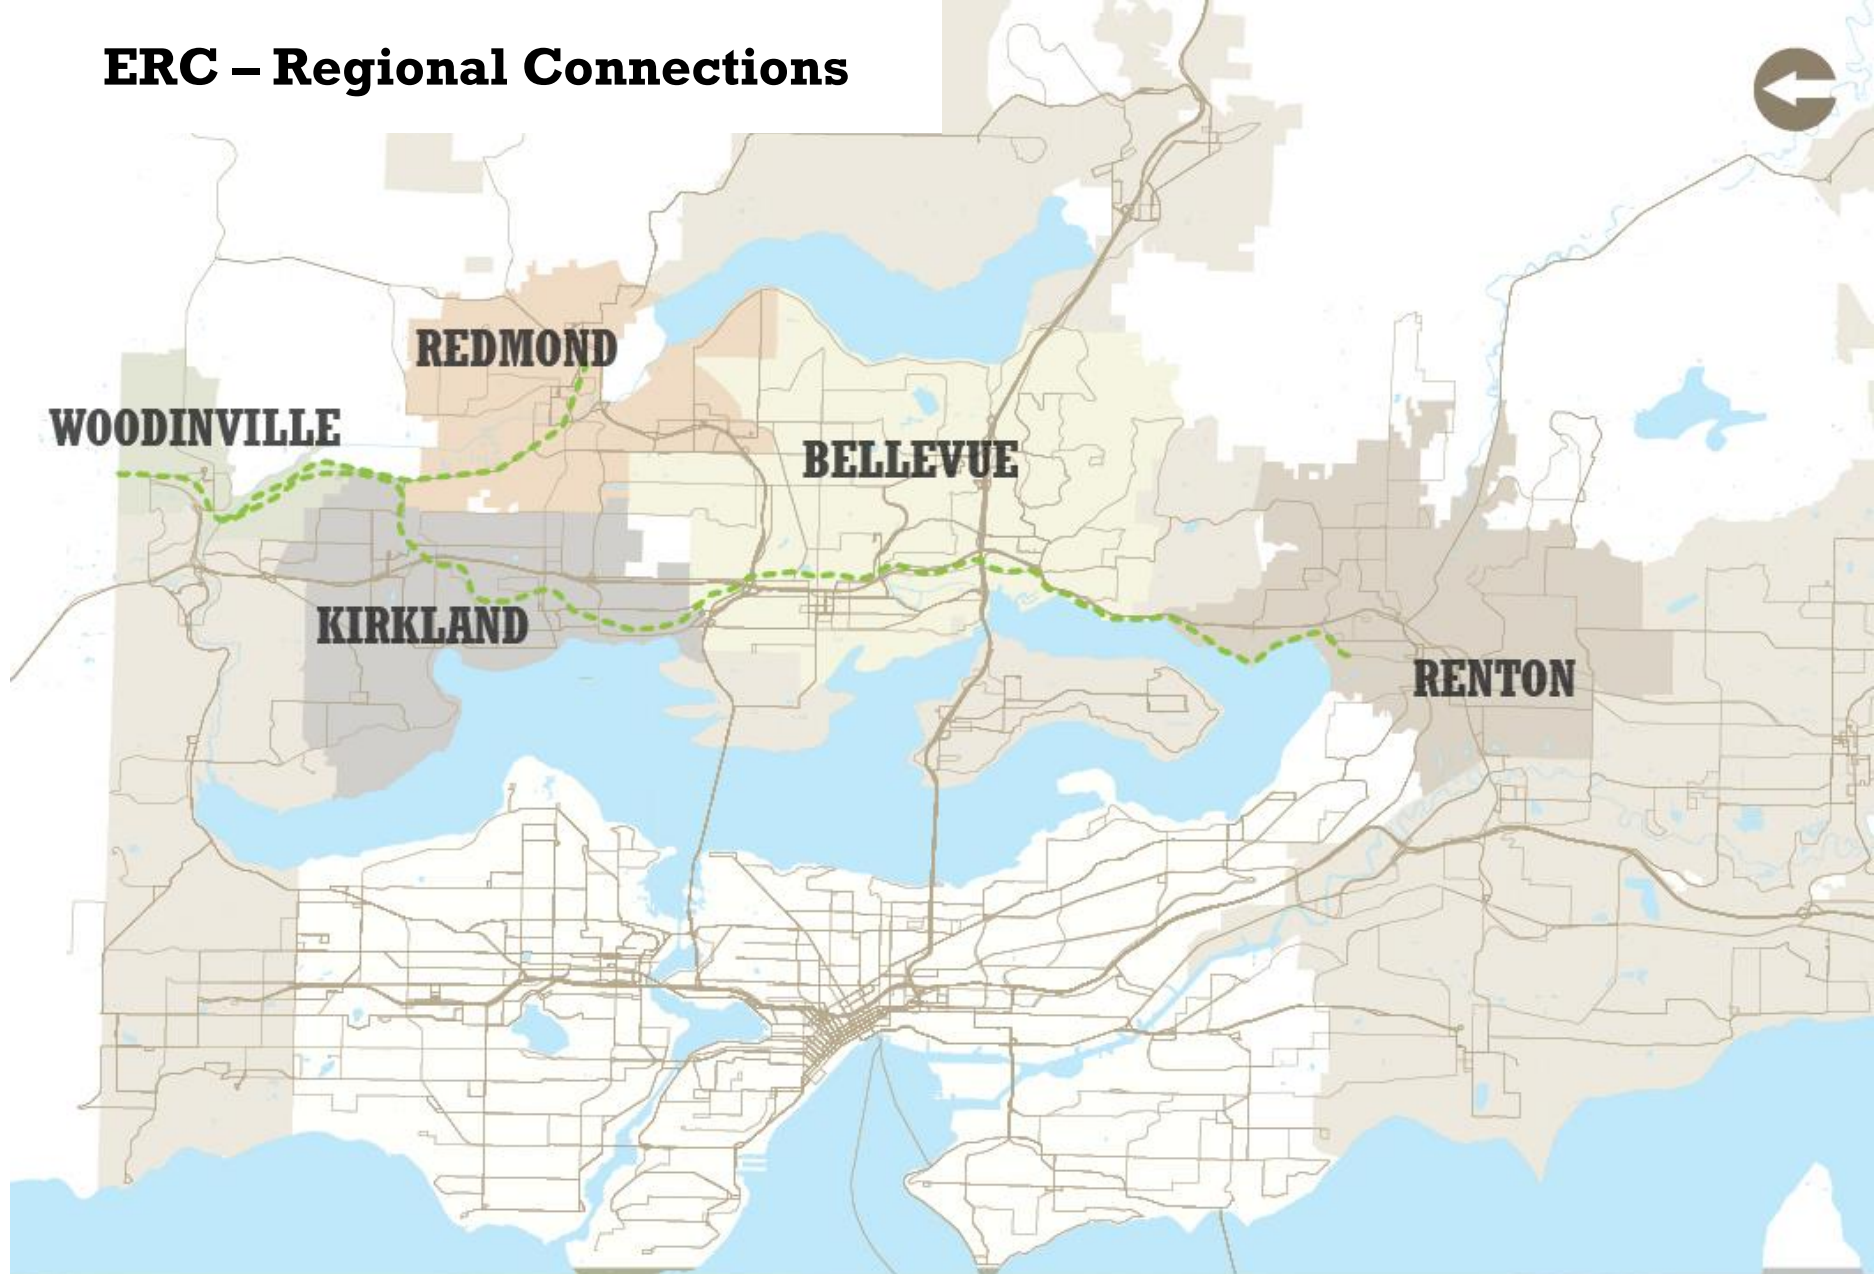 ERC – Regional Connections
REDMOND
WOODINVILLE
BELLEVUE
KIRKLAND
RENTON